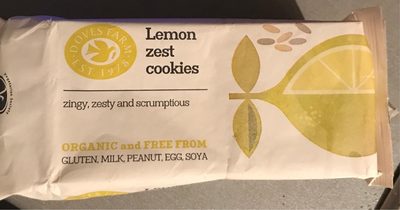 DOVES FARM
EST 1978
Lemon
zest
cookies
zingy, zesty and scrumptious
ORGANIC and FREE FROM
GLUTEN, MILK, PEANUT, EGG, SOYA